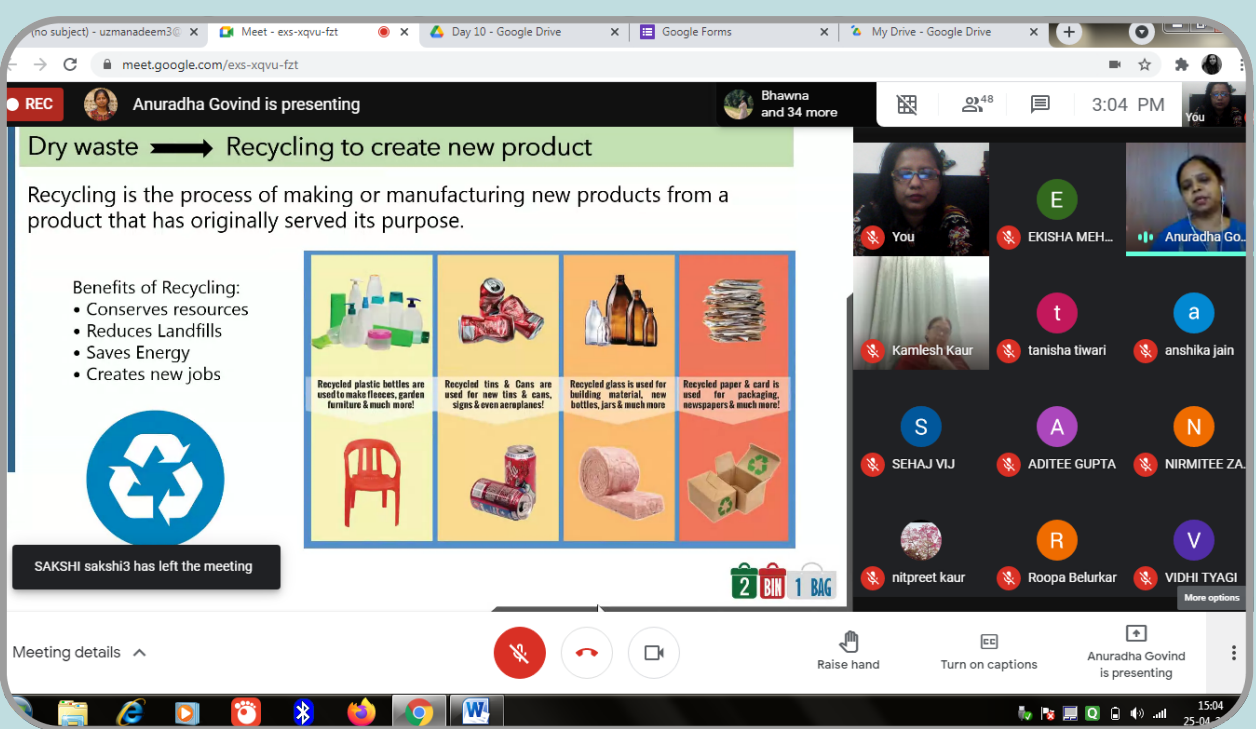 (no subject) - uzmanadeem3@
Meet - exs-xqvu-fzt
Day 10 - Google Drive
Google Forms
My Drive - Google Drive
meet.google.com/exs-xqvu-fzt
REC
Anuradha Govind is presenting
Bhawna
and 34 more
48
3:04 PM
You
Dry waste
Recycling to create new product
Recycling is the process of making or manufacturing new products from a
product that has originally served its purpose.
Benefits of Recycling:
• Conserves resources
• Reduces Landfills
• Saves Energy
• Creates new jobs
Recycled plastic bottles are
used to make fleeces, garden
furniture & much more!
Recycled tins & Cans are
used for new tins & cans,
signs & even aeroplanes!
Recycled glass is used for
building material, new
bottles, jars & much more
Recycled paper & card is
used for packaging,
newspapers & much more!
2 BIN 1 BAG
SAKSHI sakshi3 has left the meeting
You
E
EKISHA MEH...
Anuradha Go...
Kamlesh Kaur
t
tanisha tiwari
a
anshika jain
S
SEHAJ VIJ
A
ADITEE GUPTA
N
NIRMITEE ZA...
nitpreet kaur
R
Roopa Belurkar
V
VIDHI TYAGI
More options
Meeting details
Raise hand
CC
Turn on captions
Anuradha Govind
is presenting
W
Q
15:04
25-04-2